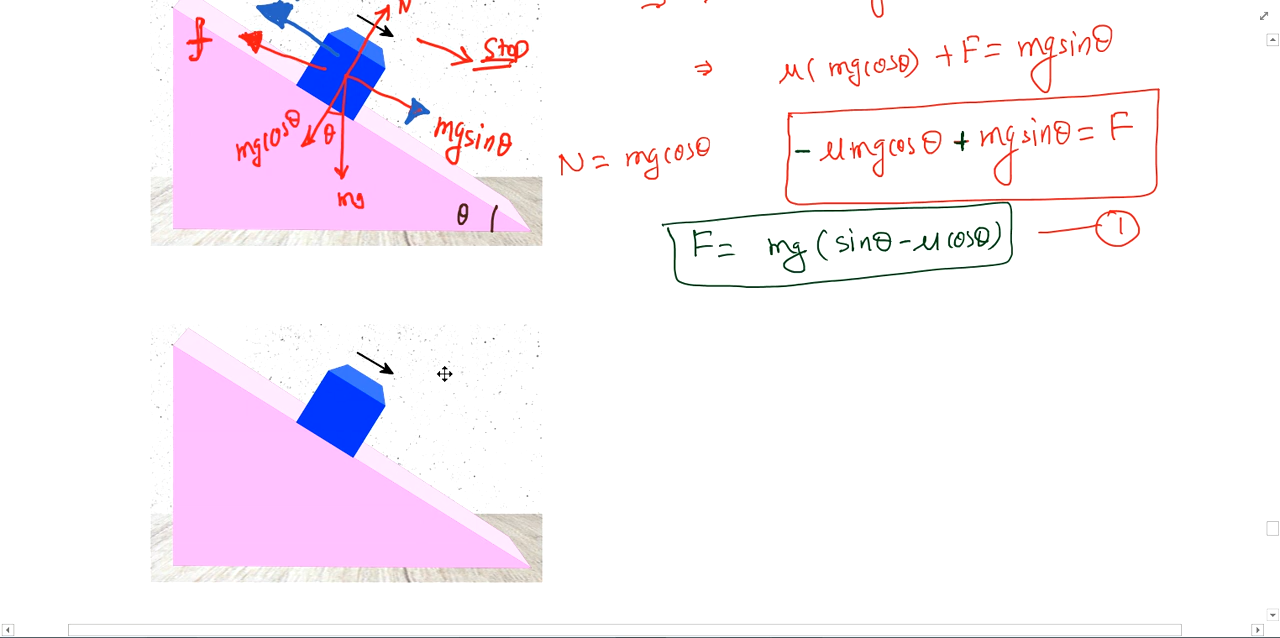 N
f
Stop
mgcosθ
θ
mgsinθ
mg
θ
⇒ μ(mgcosθ) + F = mgsinθ
N = mgcosθ
- μmgcosθ + mgsinθ = F
F = mg(sinθ - μcosθ)
1